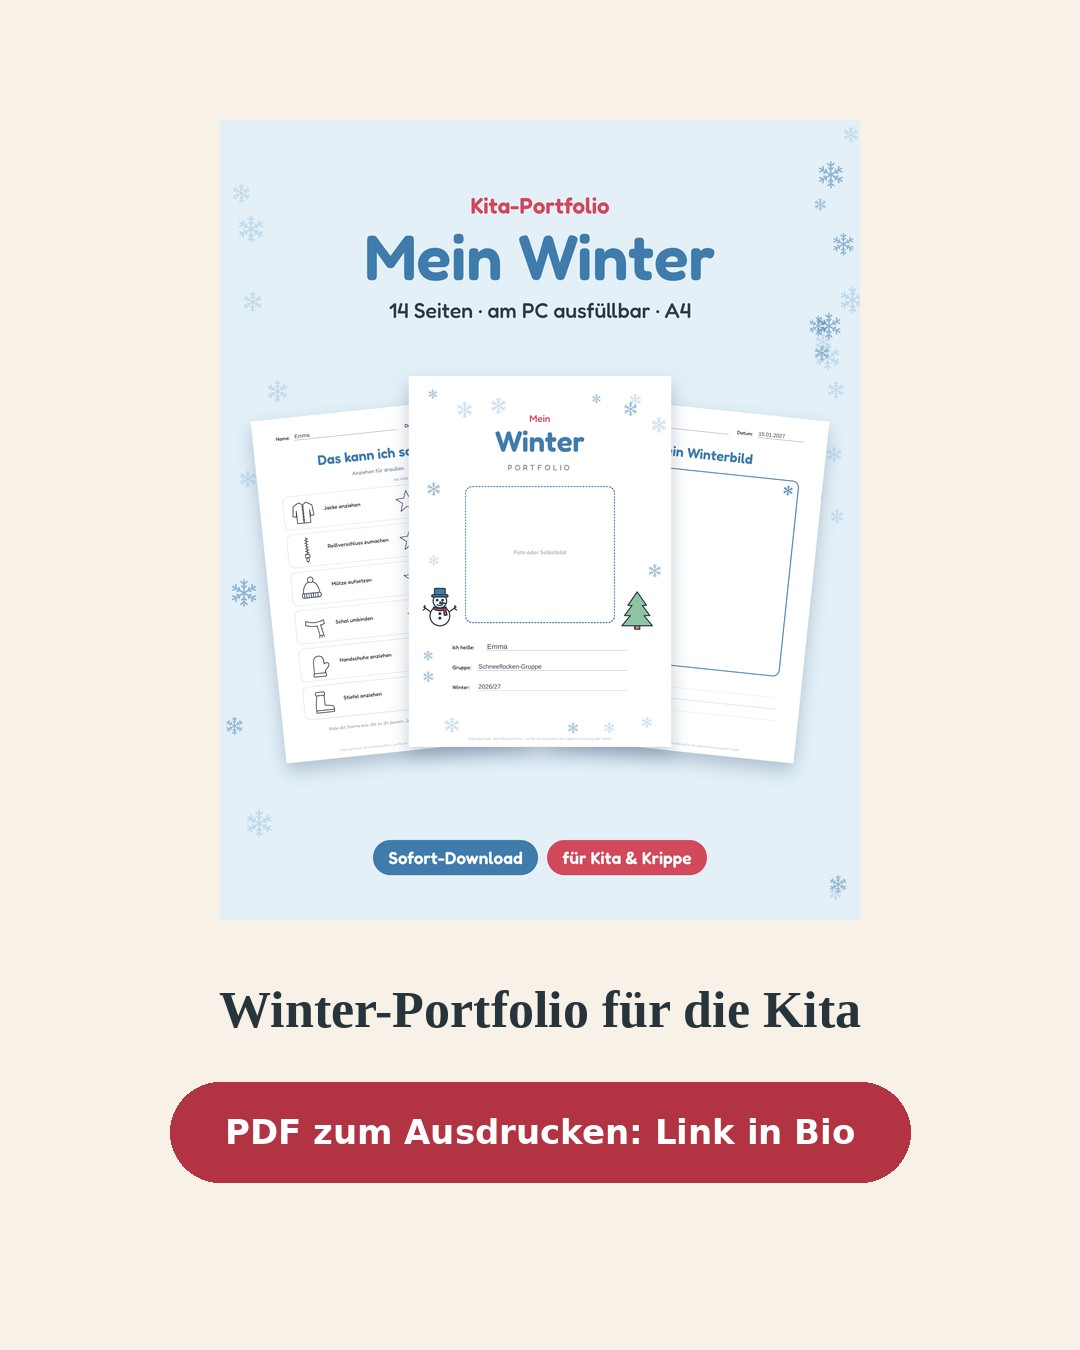 Kita-Portfolio
Mein Winter
14 Seiten · am PC ausfüllbar · A4
Name: Emma
Das kann ich
Anziehen für draußen
Jacke anziehen
Reißverschluss zumachen
Mütze aufsetzen
Schal umbinden
Handschuhe anziehen
Stiefel anziehen
Mein
Winter
PORTFOLIO
Foto oder Selbstbild
Ich heiße: Emma
Gruppe: Schneeflocken-Gruppe
Winter: 2026/27
Datum: 15.01.2027
Winterbild
Sofort-Download
für Kita & Krippe
Winter-Portfolio für die Kita
PDF zum Ausdrucken: Link in Bio